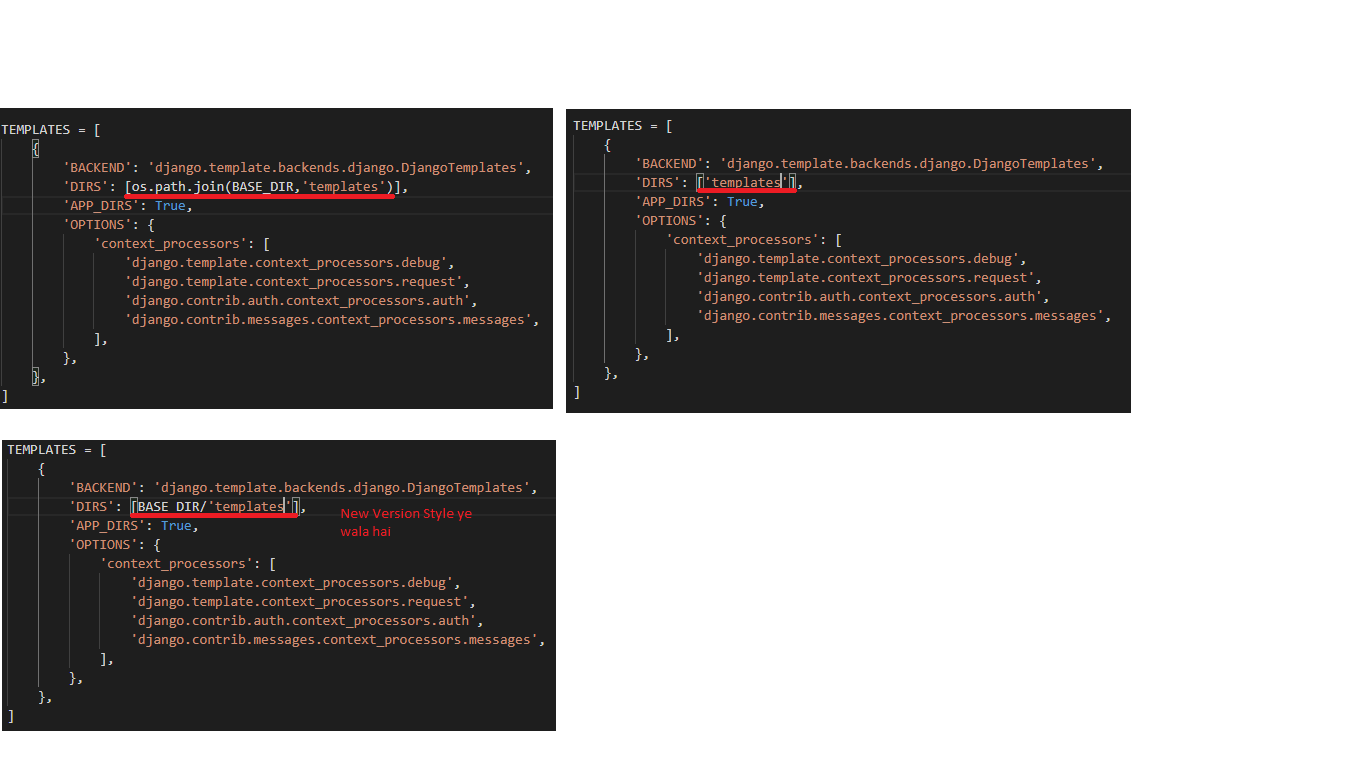 TEMPLATES = [
{
'BACKEND': 'django.template.backends.django.DjangoTemplates',
'DIRS': [os.path.join(BASE_DIR,'templates')],
'APP_DIRS': True,
'OPTIONS': {
'context_processors': [
'django.template.context_processors.debug',
'django.template.context_processors.request',
'django.contrib.auth.context_processors.auth',
'django.contrib.messages.context_processors.messages',
],
},
},
]
TEMPLATES = [
{
'BACKEND': 'django.template.backends.django.DjangoTemplates',
'DIRS': ['templates'],
'APP_DIRS': True,
'OPTIONS': {
'context_processors': [
'django.template.context_processors.debug',
'django.template.context_processors.request',
'django.contrib.auth.context_processors.auth',
'django.contrib.messages.context_processors.messages',
],
},
},
]
TEMPLATES = [
{
'BACKEND': 'django.template.backends.django.DjangoTemplates',
'DIRS': [BASE_DIR/'templates'],
New Version Style ye
wala hai
'APP_DIRS': True,
'OPTIONS': {
'context_processors': [
'django.template.context_processors.debug',
'django.template.context_processors.request',
'django.contrib.auth.context_processors.auth',
'django.contrib.messages.context_processors.messages',
],
},
},
]